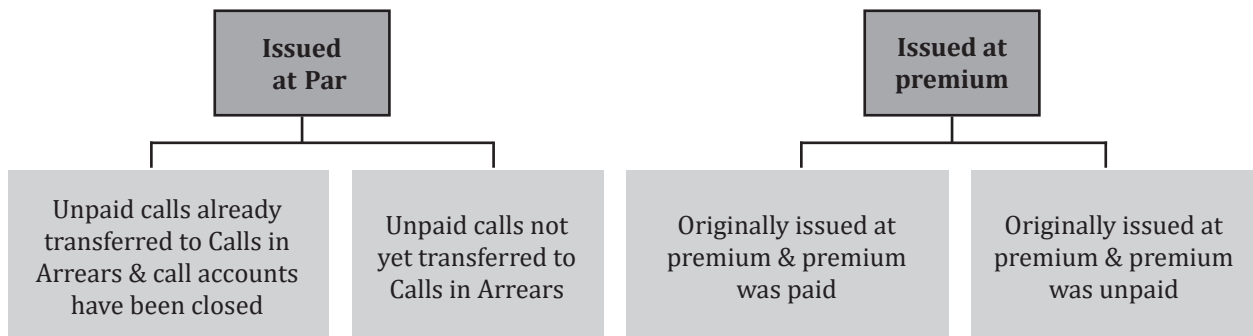 Issued
at Par
Issued at
premium
Unpaid calls already
transferred to Calls in
Arrears & call accounts
have been closed
Unpaid calls not
yet transferred to
Calls in Arrears
Originally issued at
premium & premium
was paid
Originally issued at
premium & premium
was unpaid